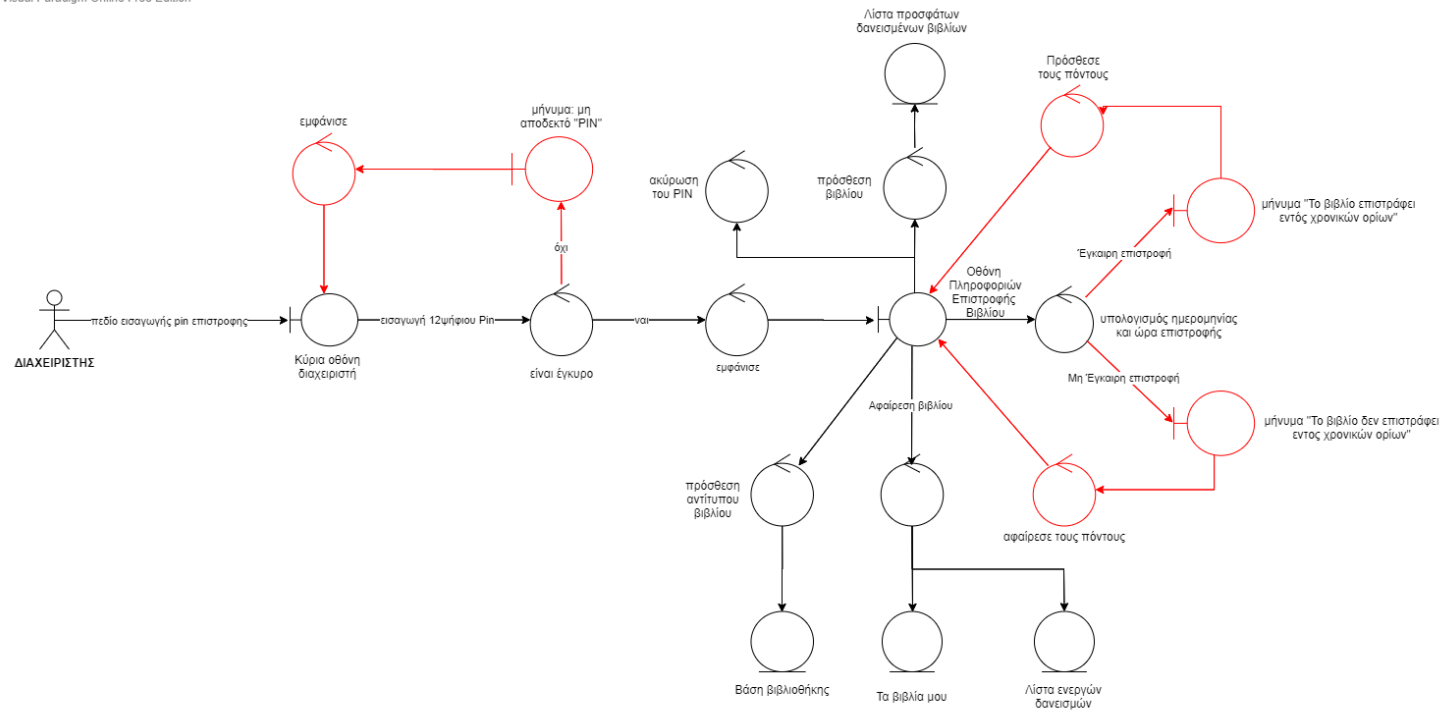 Λίστα προσφάτων
δανεισμένων βιβλίων
Πρόσθεσε
τους πόντους
εμφάνισε
μήνυμα: μη
αποδεκτό "PIN"
ακύρωση
του PIN
πρόσθεση
βιβλίου
μήνυμα "Το βιβλίο επιστράφει
εντός χρονικών ορίων"
όχι
Έγκαιρη επιστροφή
Οθόνη
Πληροφοριών
Επιστροφής
Βιβλίου
πεδίο εισαγωγής pin επιστροφης
εισαγωγή 12ψήφιου Pin
ναι
υπολογισμός ημερομηνίας
και ώρα επιστροφής
ΔΙΑΧΕΙΡΙΣΤΗΣ
Κύρια οθόνη
διαχειριστή
είναι έγκυρο
εμφάνισε
Μη Έγκαιρη επιστροφή
Αφαίρεση βιβλίου
μήνυμα "Το βιβλίο δεν επιστράφει
εντος χρονικών ορίων"
πρόσθεση
αντίτυπου
βιβλίου
αφαίρεσε τους πόντους
Βάση βιβλιοθήκης
Τα βιβλία μου
Λίστα ενεργών
δανεισμών